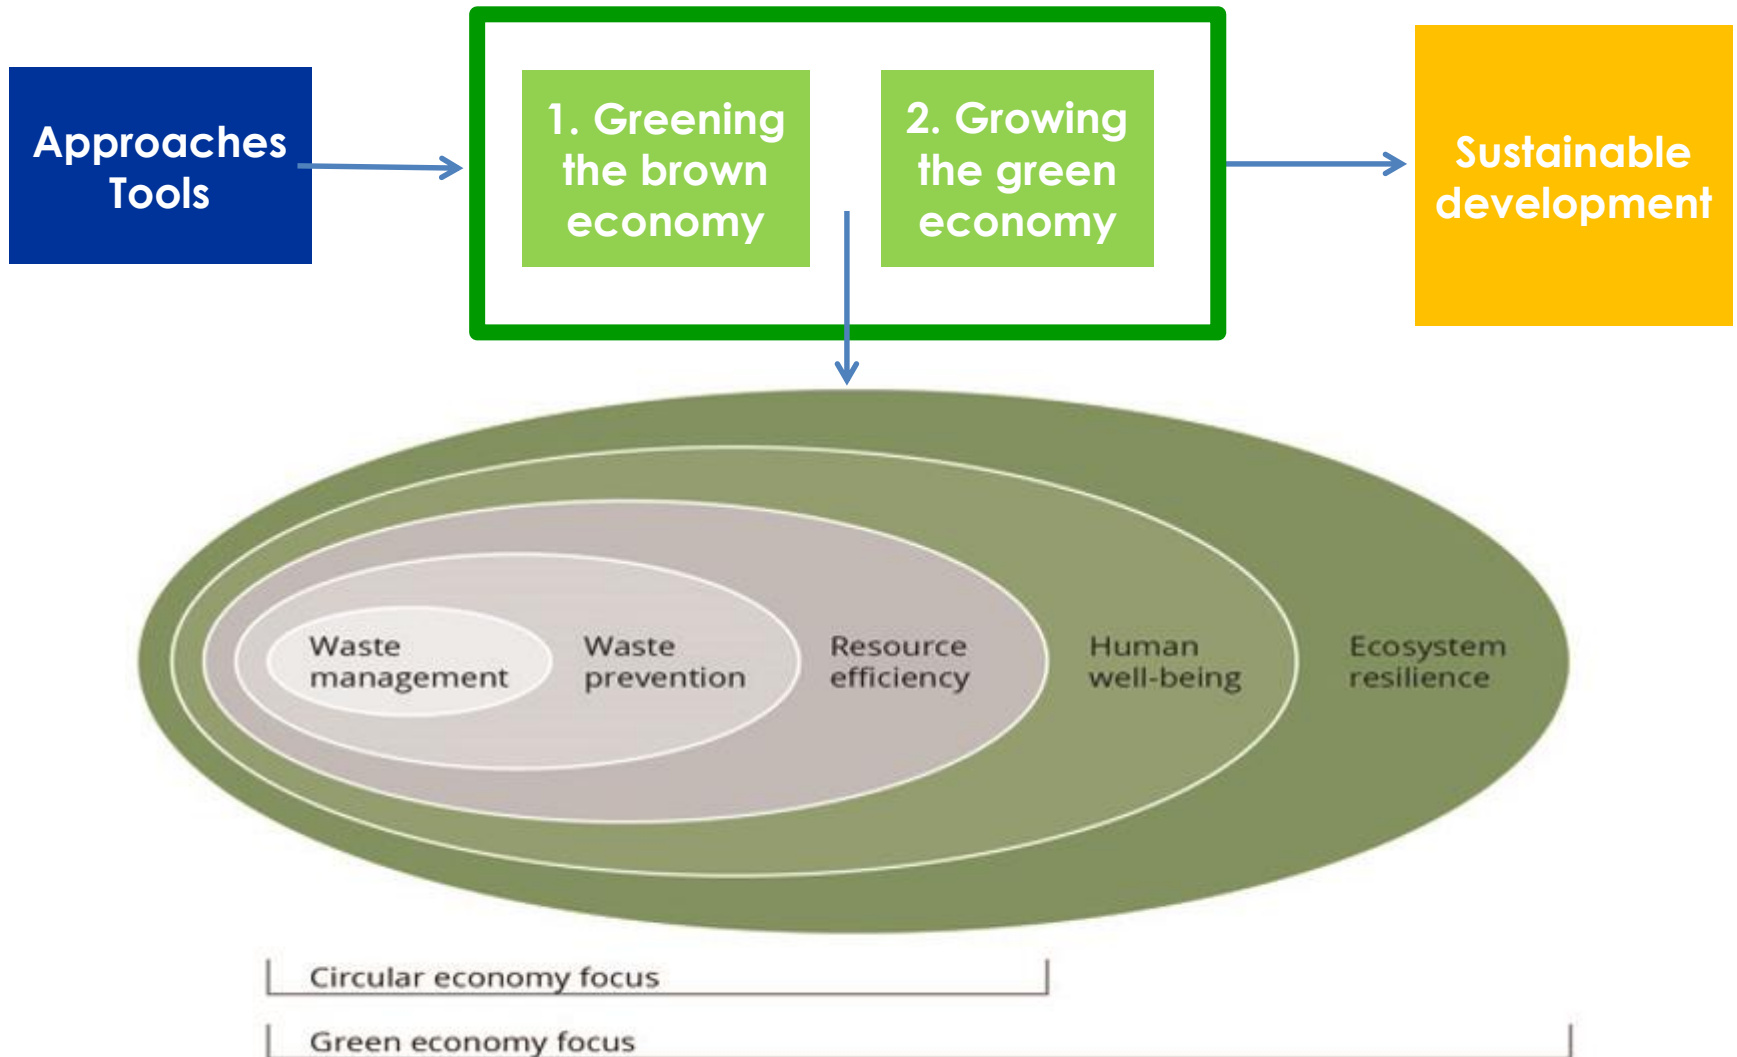 Approaches
Tools
1. Greening
the brown
economy
2. Growing
the green
economy
Sustainable
development
Waste
management
Waste
prevention
Resource
efficiency
Human
well-being
Ecosystem
resilience
Circular economy focus
Green economy focus